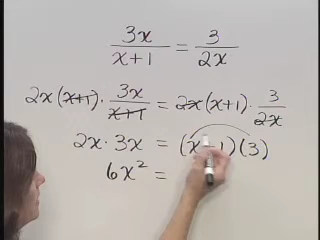 3x/(x+1) = 3/2x
2x(x+1) · 3x/(x+1) = 2x(x+1) · 3/2x
2x · 3x = (x 1)(3)
6x² =